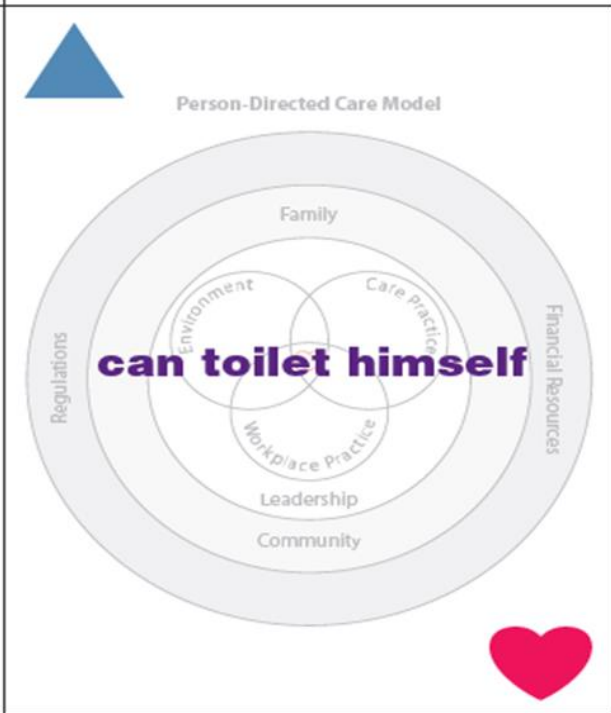 Person-Directed Care Model
Family
Environment
Care Practice
Regulations
can toilet himself
Financial Resources
Workplace Practice
Leadership
Community